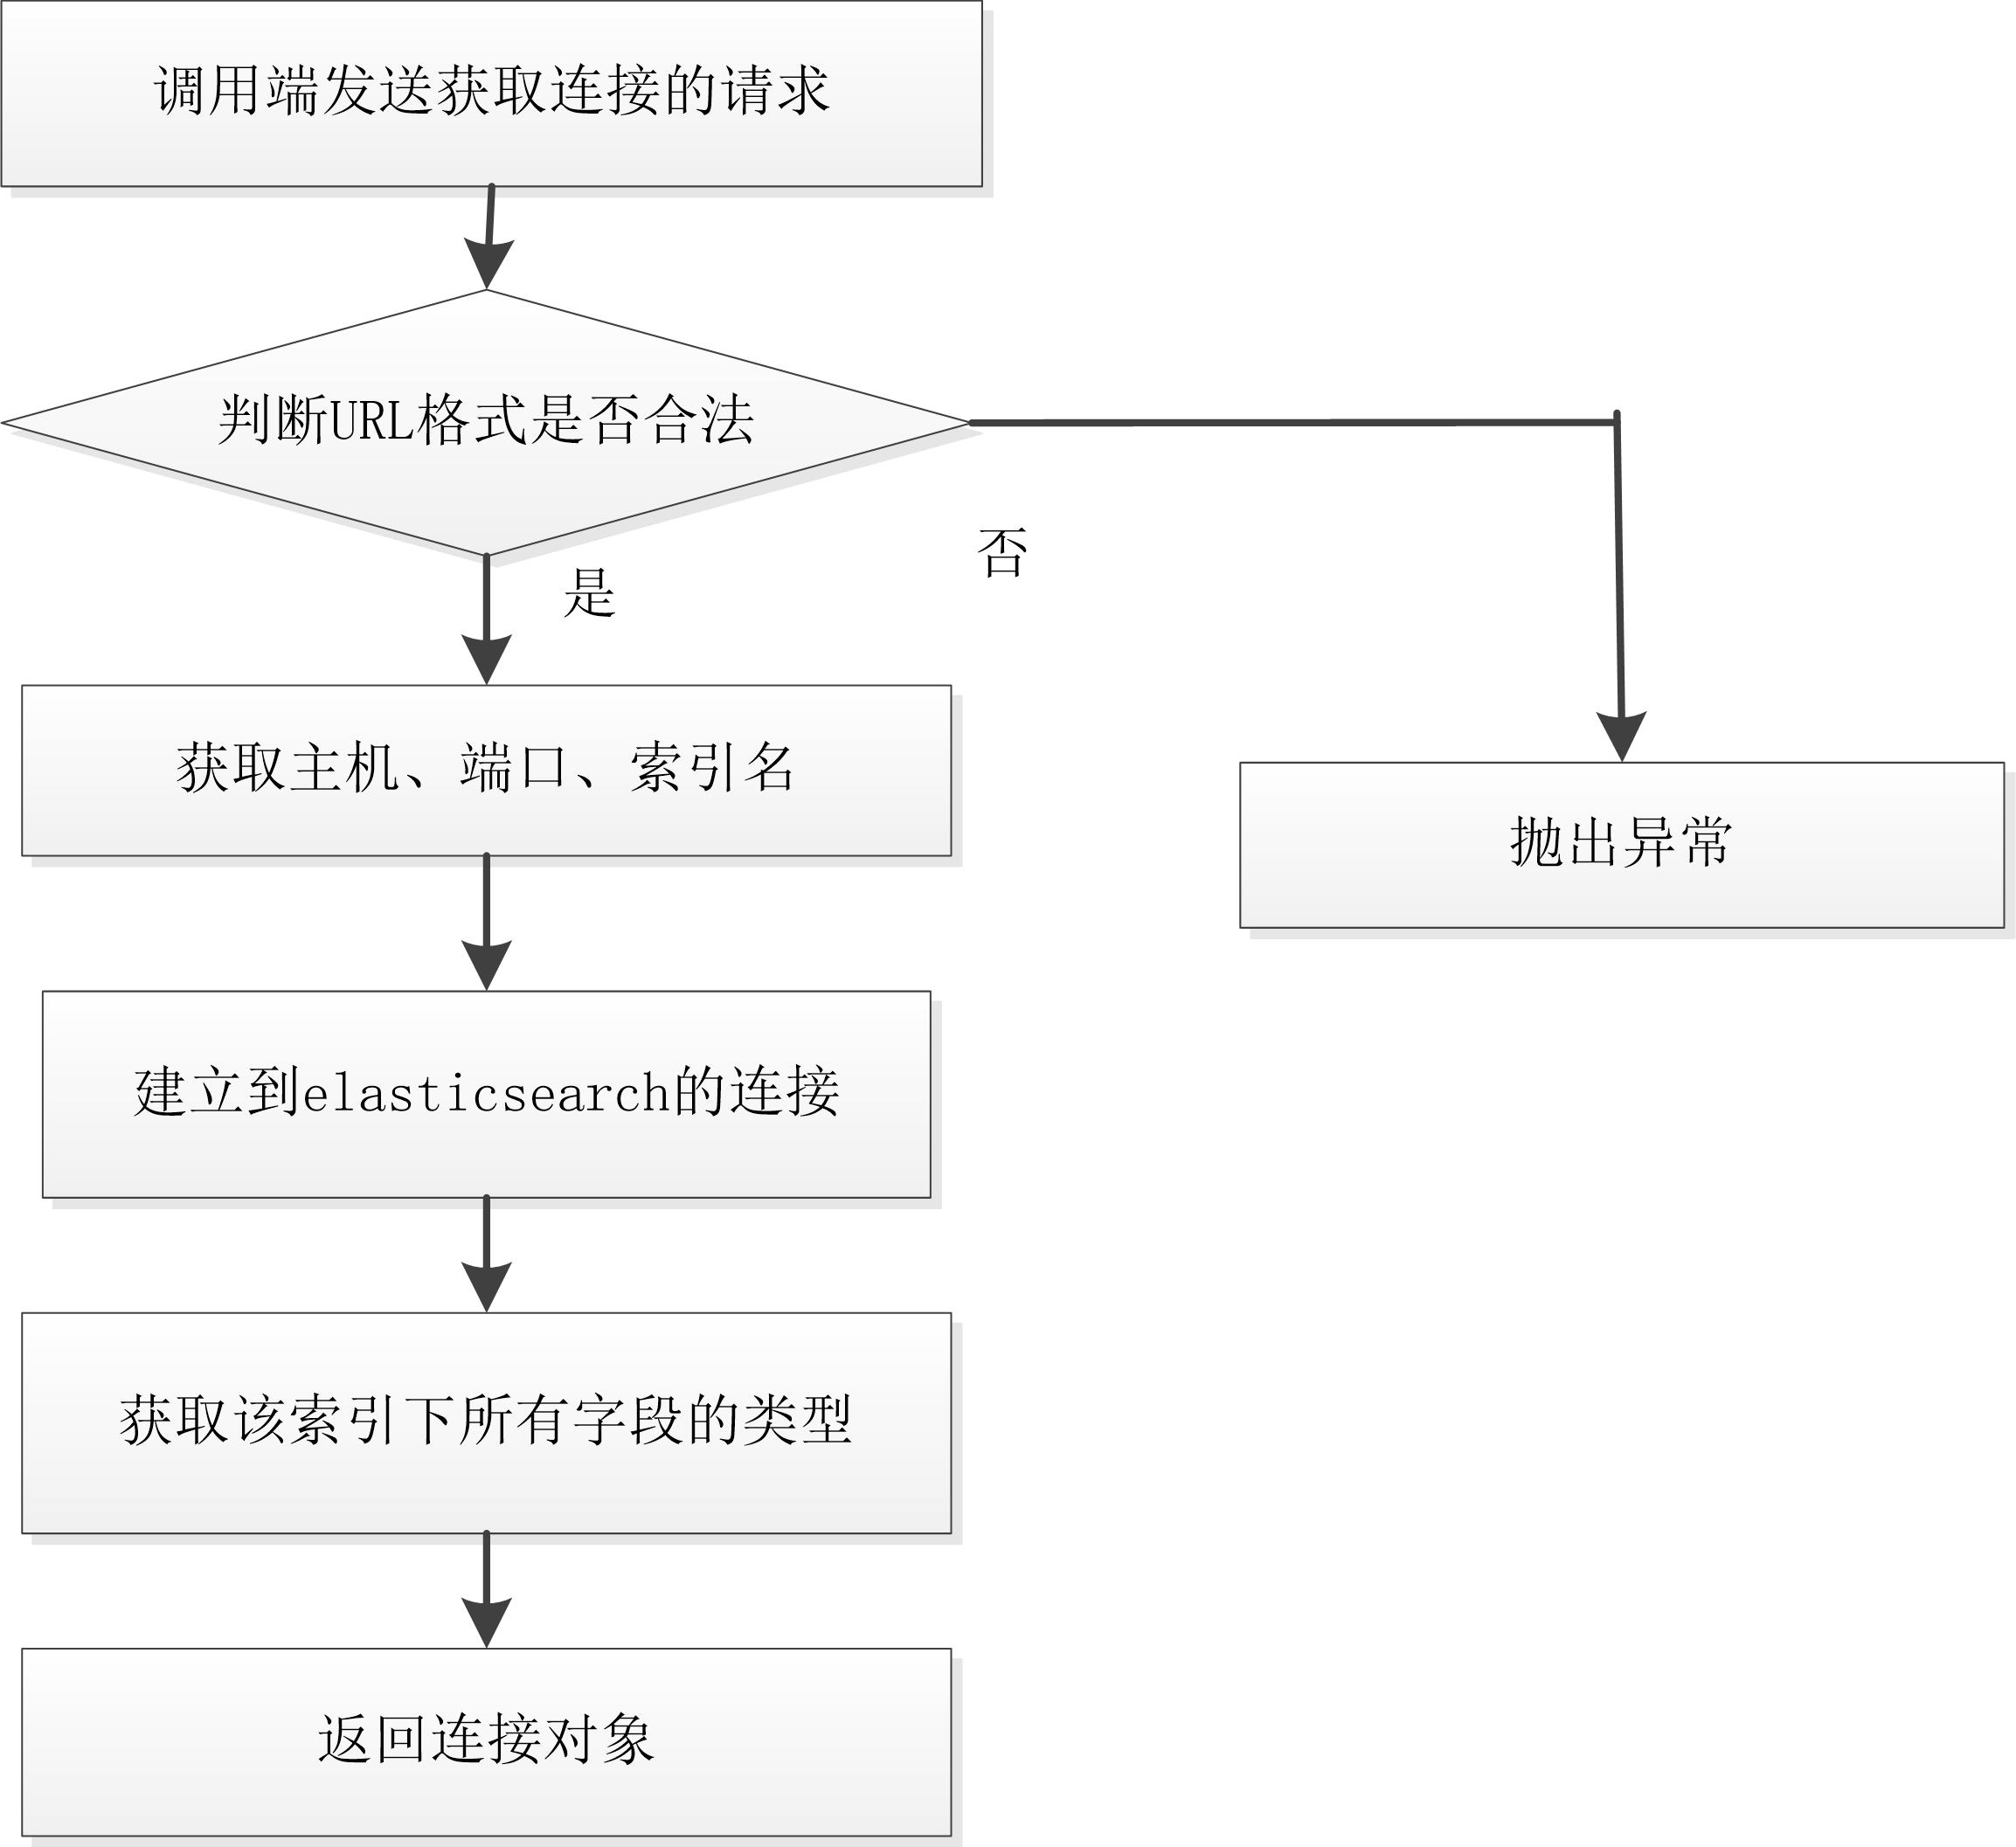 调用端发送获取连接的请求
判断URL格式是否合法
否
是
获取主机、端口、索引名
抛出异常
建立到elasticsearch的连接
获取该索引下所有字段的类型
返回连接对象